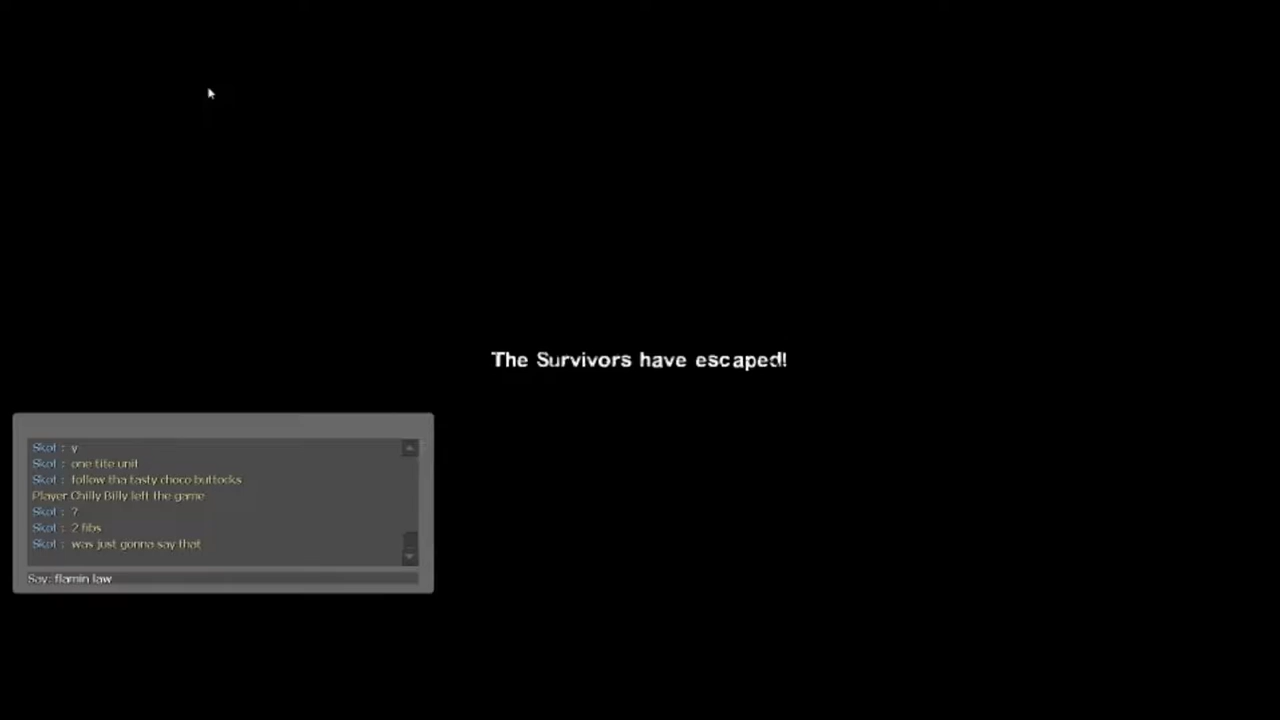 The Survivors have escaped!
Skot : y
Skot : one tite unit
Skot : follow tha tasty choco buttocks
Player Chilly Billy left the game
Skot : ?
Skot : 2 fibs
Skot : was just gonna say that
Say: flamin law